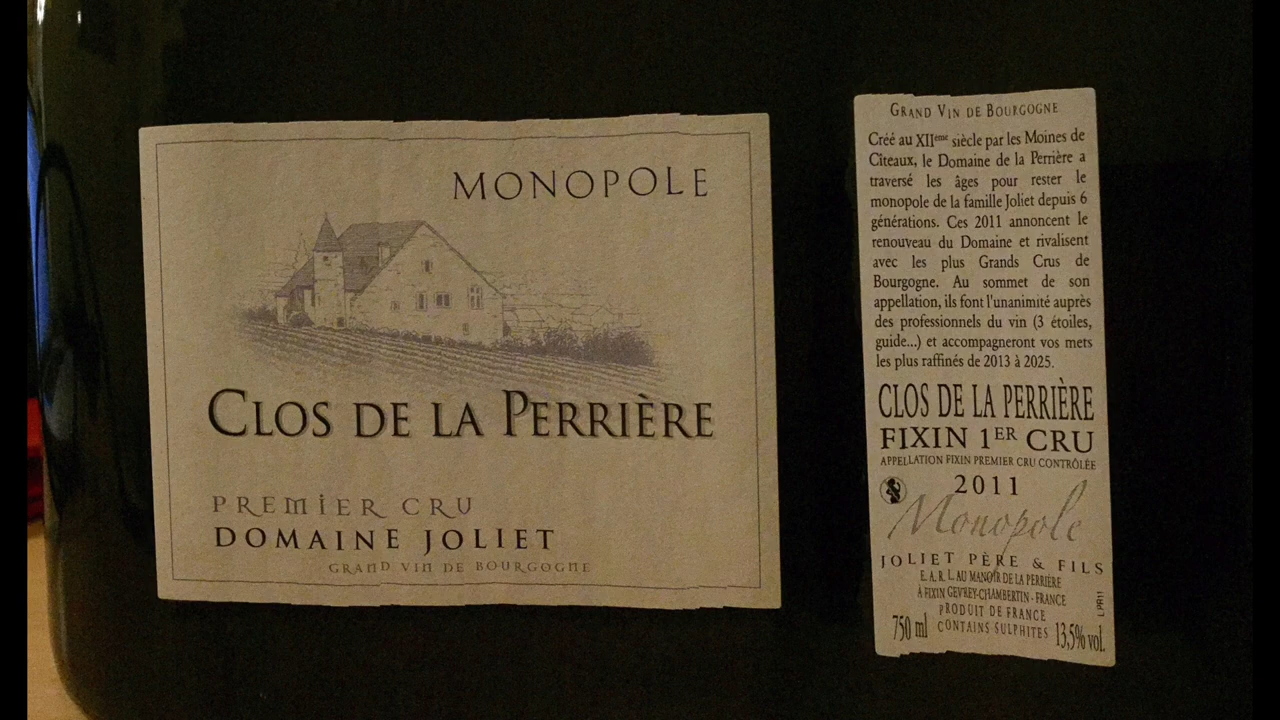 MONOPOLE
CLOS DE LA PERRIÈRE
PREMIER CRU
DOMAINE JOLIET
GRAND VIN DE BOURGOGNE
GRAND VIN DE BOURGOGNE
Créé au XIIeme siècle par les Moines de
Cîteaux, le Domaine de la Perrière a
traversé les âges pour rester le
monopole de la famille Joliet depuis 6
générations. Ces 2011 annoncent le
renouveau du Domaine et rivalisent
avec les plus Grands Crus de
Bourgogne. Au sommet de son
appellation, ils font l'unanimité auprès
des professionnels du vin (3 étoiles,
guide...) et accompagneront vos mets
les plus raffinés de 2013 à 2025.
CLOS DE LA PERRIÈRE
FIXIN 1ER CRU
APPELLATION FIXIN PREMIER CRU CONTRÔLÉE
2011
Monopole
JOLIET PÈRE & FILS
E. A. R. L. AU MANOIR DE LA PERRIÈRE
À FIXIN GEVREY-CHAMBERTIN - FRANCE
PRODUIT DE FRANCE
750 ml CONTAINS SULPHITES 13,5% vol.
LPR11